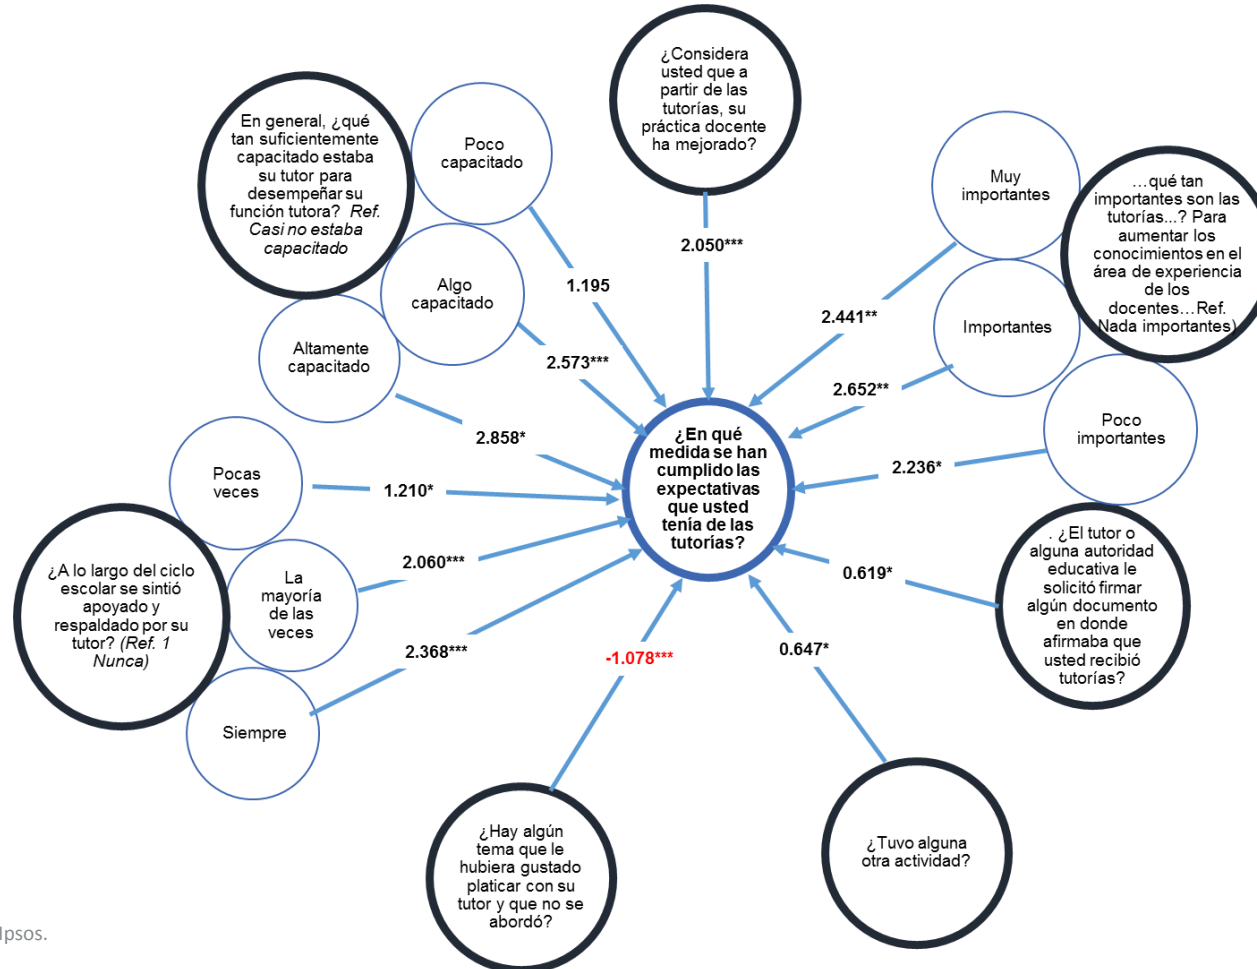 ¿Considera
usted que a
partir de las
tutorías, su
práctica docente
ha mejorado?
2.050***
En general, ¿qué
tan suficientemente
capacitado estaba
su tutor para
desempeñar su
función tutora? Ref.
Casi no estaba
capacitado
Poco
capacitado
1.195
Algo
capacitado
2.573***
Altamente
capacitado
2.858*
Muy
importantes
2.441**
…qué tan
importantes son las
tutorías...? Para
aumentar los
conocimientos en el
área de experiencia
de los
docentes…Ref.
Nada importantes)
Importantes
2.652**
Poco
importantes
2.236*
¿En qué
medida se han
cumplido las
expectativas
que usted
tenía de las
tutorías?
Pocas
veces
1.210*
¿A lo largo del ciclo
escolar se sintió
apoyado y
respaldado por su
tutor? (Ref. 1
Nunca)
La
mayoría
de las
veces
2.060***
Siempre
2.368***
. ¿El tutor o
alguna autoridad
educativa le
solicitó firmar
algún documento
en donde
afirmaba que
usted recibió
tutorías?
0.619*
-1.078***
0.647*
¿Hay algún
tema que le
hubiera gustado
platicar con su
tutor y que no se
abordó?
¿Tuvo alguna
otra actividad?
Ipsos.